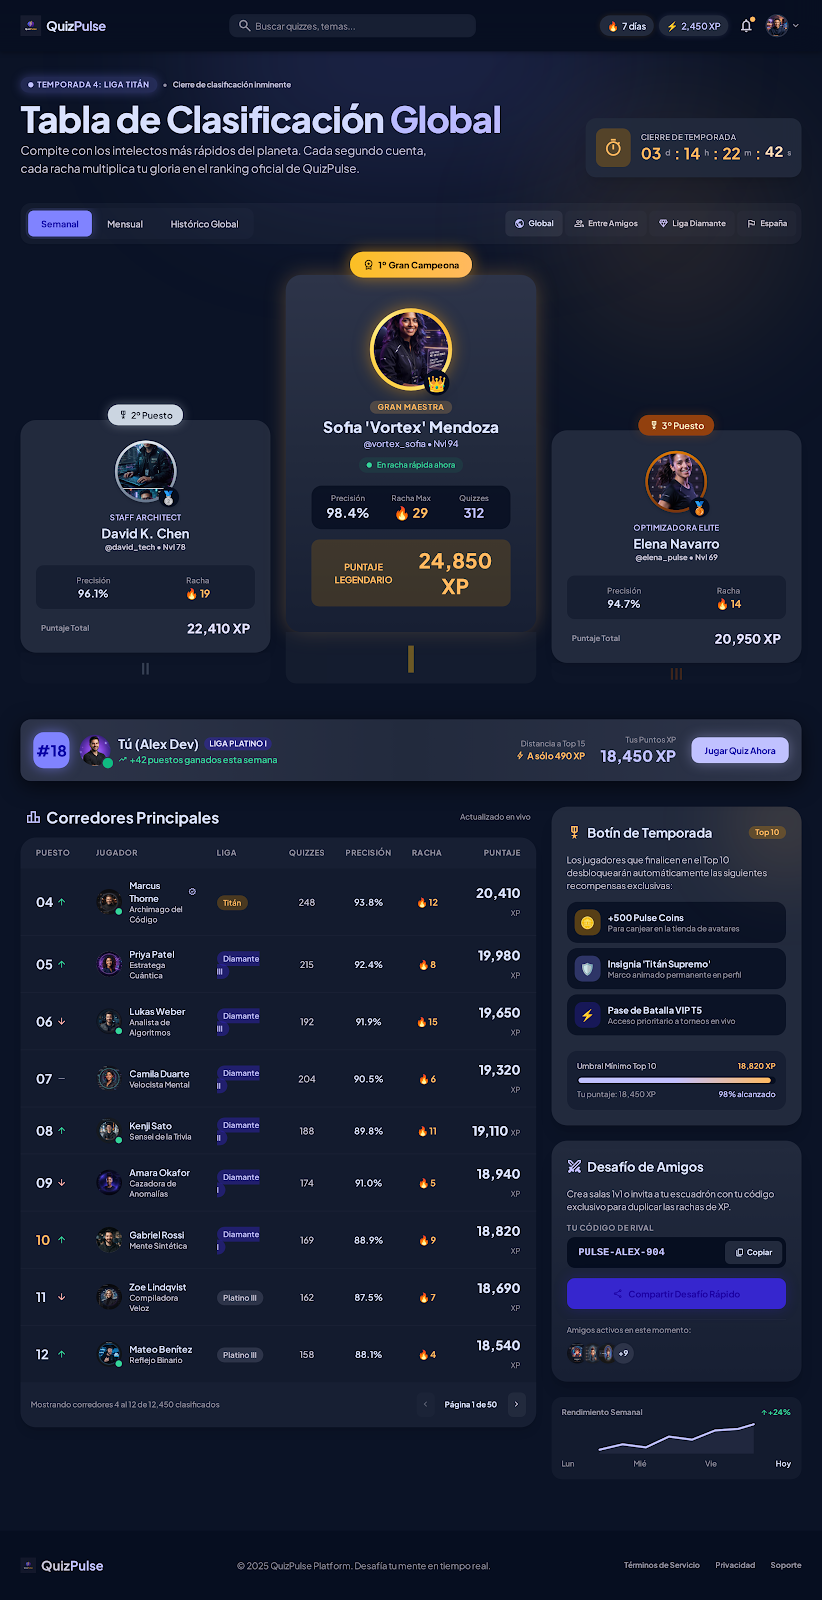 QuizPulse
Buscar quizzes, temas...
🔥 7 días
⚡ 2,450 XP
TEMPORADA 4: LIGA TITÁN
• Cierre de clasificación inminente
Tabla de Clasificación Global
Compite con los intelectos más rápidos del planeta. Cada segundo cuenta,
cada racha multiplica tu gloria en el ranking oficial de QuizPulse.
CIERRE DE TEMPORADA
03 d : 14 h : 22 m : 42 s
Semanal
Mensual
Histórico Global
Global
Entre Amigos
Liga Diamante
España
1º Gran Campeona
GRAN MAESTRA
Sofia 'Vortex' Mendoza
@vortex_sofia • Nvl 94
En racha rápida ahora
Precisión
Racha Max
Quizzes
98.4%
🔥 29
312
PUNTAJE
LEGENDARIO
24,850
XP
I
2º Puesto
STAFF ARCHITECT
David K. Chen
@david_tech • Nvl 78
Precisión
Racha
96.1%
🔥 19
Puntaje Total
22,410 XP
II
3º Puesto
OPTIMIZADORA ELITE
Elena Navarro
@elena_pulse • Nvl 69
Precisión
Racha
94.7%
🔥 14
Puntaje Total
20,950 XP
III
#18
Tú (Alex Dev)
LIGA PLATINO I
+42 puestos ganados esta semana
Distancia a Top 15
A sólo 490 XP
Tus Puntos XP
18,450 XP
Jugar Quiz Ahora
Corredores Principales
Actualizado en vivo
PUESTO JUGADOR LIGA QUIZZES PRECISIÓN RACHA PUNTAJE
04 ↑
Marcus
Thorne
Archimago del
Código
Titán
248
93.8%
🔥 12
20,410
XP
05 ↑
Priya Patel
Estratega
Cuántica
Diamante
III
215
92.4%
🔥 8
19,980
XP
06 ↓
Lukas Weber
Analista de
Algoritmos
Diamante
III
192
91.9%
🔥 15
19,650
XP
07 –
Camila Duarte
Velocista Mental
Diamante
II
204
90.5%
🔥 6
19,320
XP
08 ↑
Kenji Sato
Sensei de la Trivia
Diamante
II
188
89.8%
🔥 11
19,110 XP
09 ↓
Amara Okafor
Cazadora de
Anomalías
Diamante
I
174
91.0%
🔥 5
18,940
XP
10 ↑
Gabriel Rossi
Mente Sintética
Diamante
I
169
88.9%
🔥 9
18,820
XP
11 ↓
Zoe Lindqvist
Compiladora
Veloz
Platino III
162
87.5%
🔥 7
18,690
XP
12 ↑
Mateo Benítez
Reflejo Binario
Platino III
158
88.1%
🔥 4
18,540
XP
Mostrando corredores 4 al 12 de 12,450 clasificados
‹ Página 1 de 50 ›
Botín de Temporada
Top 10
Los jugadores que finalicen en el Top 10
desbloquearán automáticamente las siguientes
recompensas exclusivas:
+500 Pulse Coins
Para canjear en la tienda de avatares
Insignia 'Titán Supremo'
Marco animado permanente en perfil
Pase de Batalla VIP T5
Acceso prioritario a torneos en vivo
Umbral Mínimo Top 10
18,820 XP
Tu puntaje: 18,450 XP
98% alcanzado
Desafío de Amigos
Crea salas 1v1 o invita a tu escuadrón con tu código
exclusivo para duplicar las rachas de XP.
TU CÓDIGO DE RIVAL
PULSE-ALEX-904
Copiar
Compartir Desafío Rápido
Amigos activos en este momento:
+9
Rendimiento Semanal
↑ +24%
Lun
Mié
Vie
Hoy
QuizPulse
© 2025 QuizPulse Platform. Desafía tu mente en tiempo real.
Términos de Servicio
Privacidad
Soporte